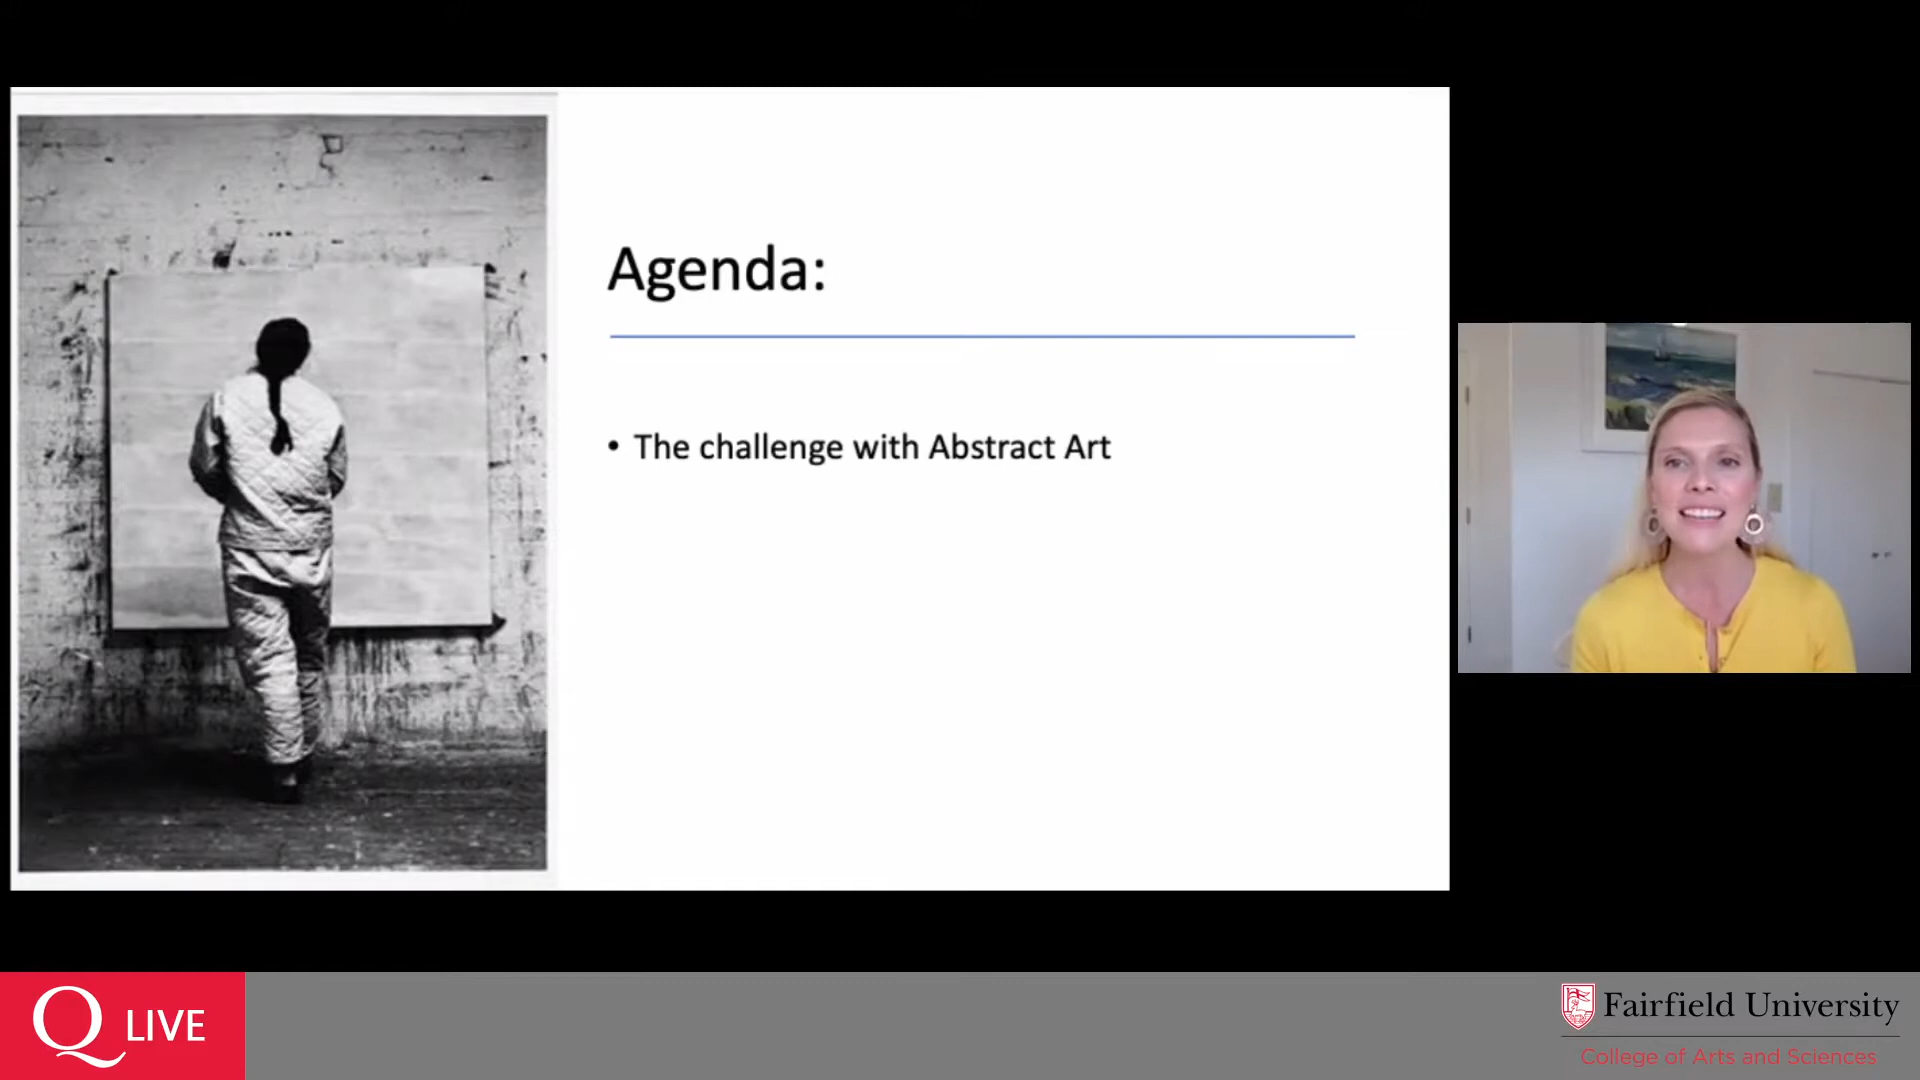 Agenda:
• The challenge with Abstract Art
Q LIVE
Fairfield University
College of Arts and Sciences